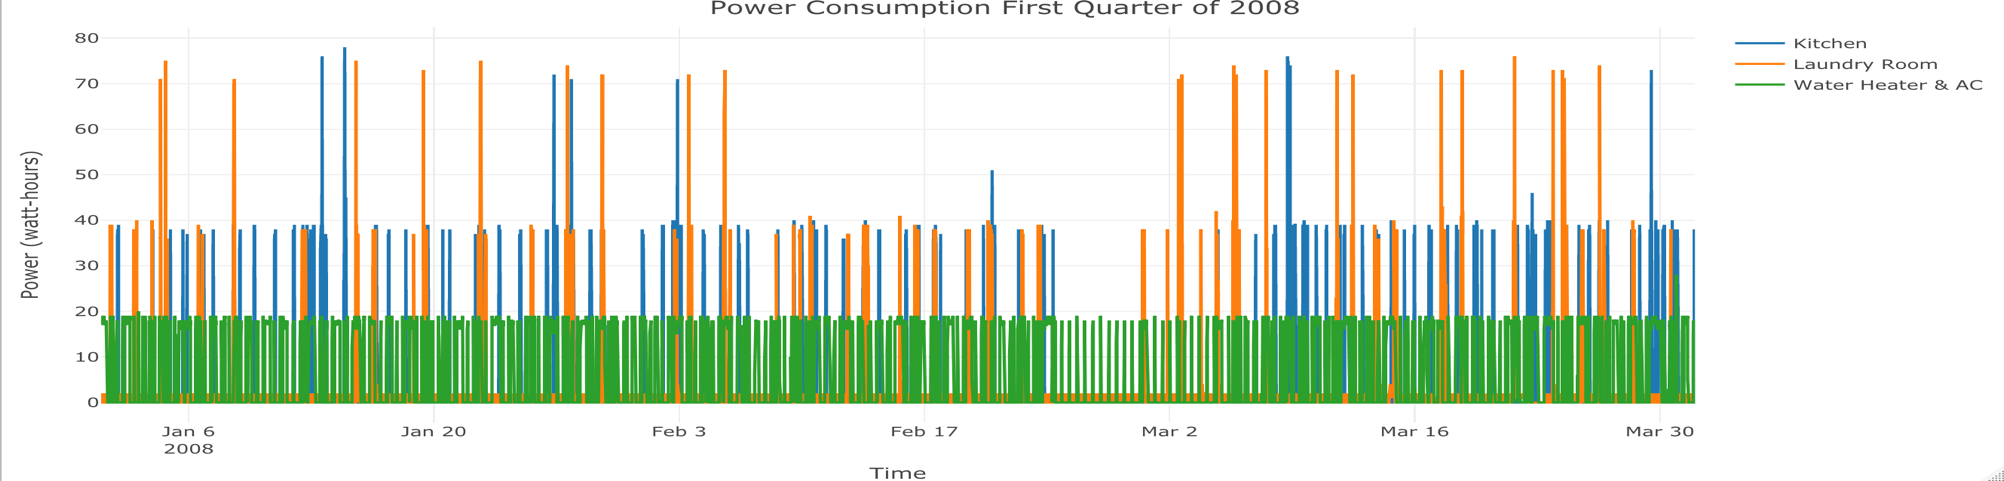 Power Consumption First Quarter of 2008
80
70
60
50
40
30
20
10
0
Power (watt-hours)
Jan 6
2008
Jan 20
Feb 3
Feb 17
Mar 2
Mar 16
Mar 30
Time
Kitchen
Laundry Room
Water Heater & AC